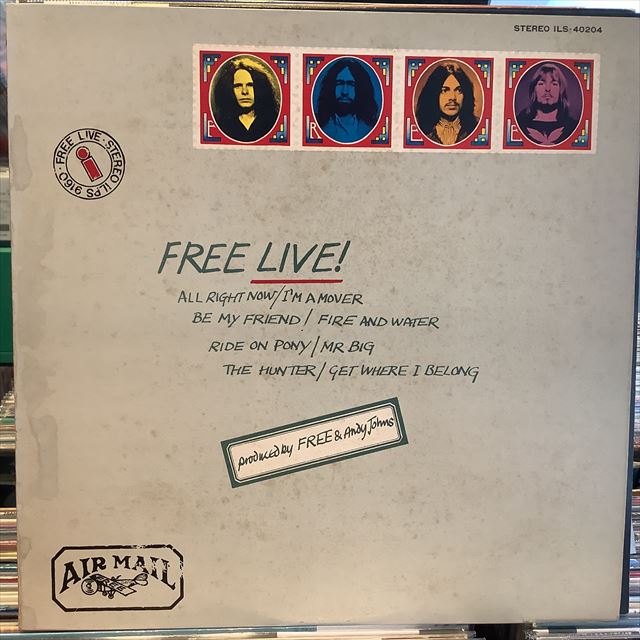 STEREO ILS-40204
F R E E
FREE LIVE · STEREO ILPS 9160
i
FREE LIVE!
ALL RIGHT NOW/I'M A MOVER
BE MY FRIEND/FIRE AND WATER
RIDE ON PONY/MR BIG
THE HUNTER/GET WHERE I BELONG
produced by FREE & Andy Johns
AIR MAIL